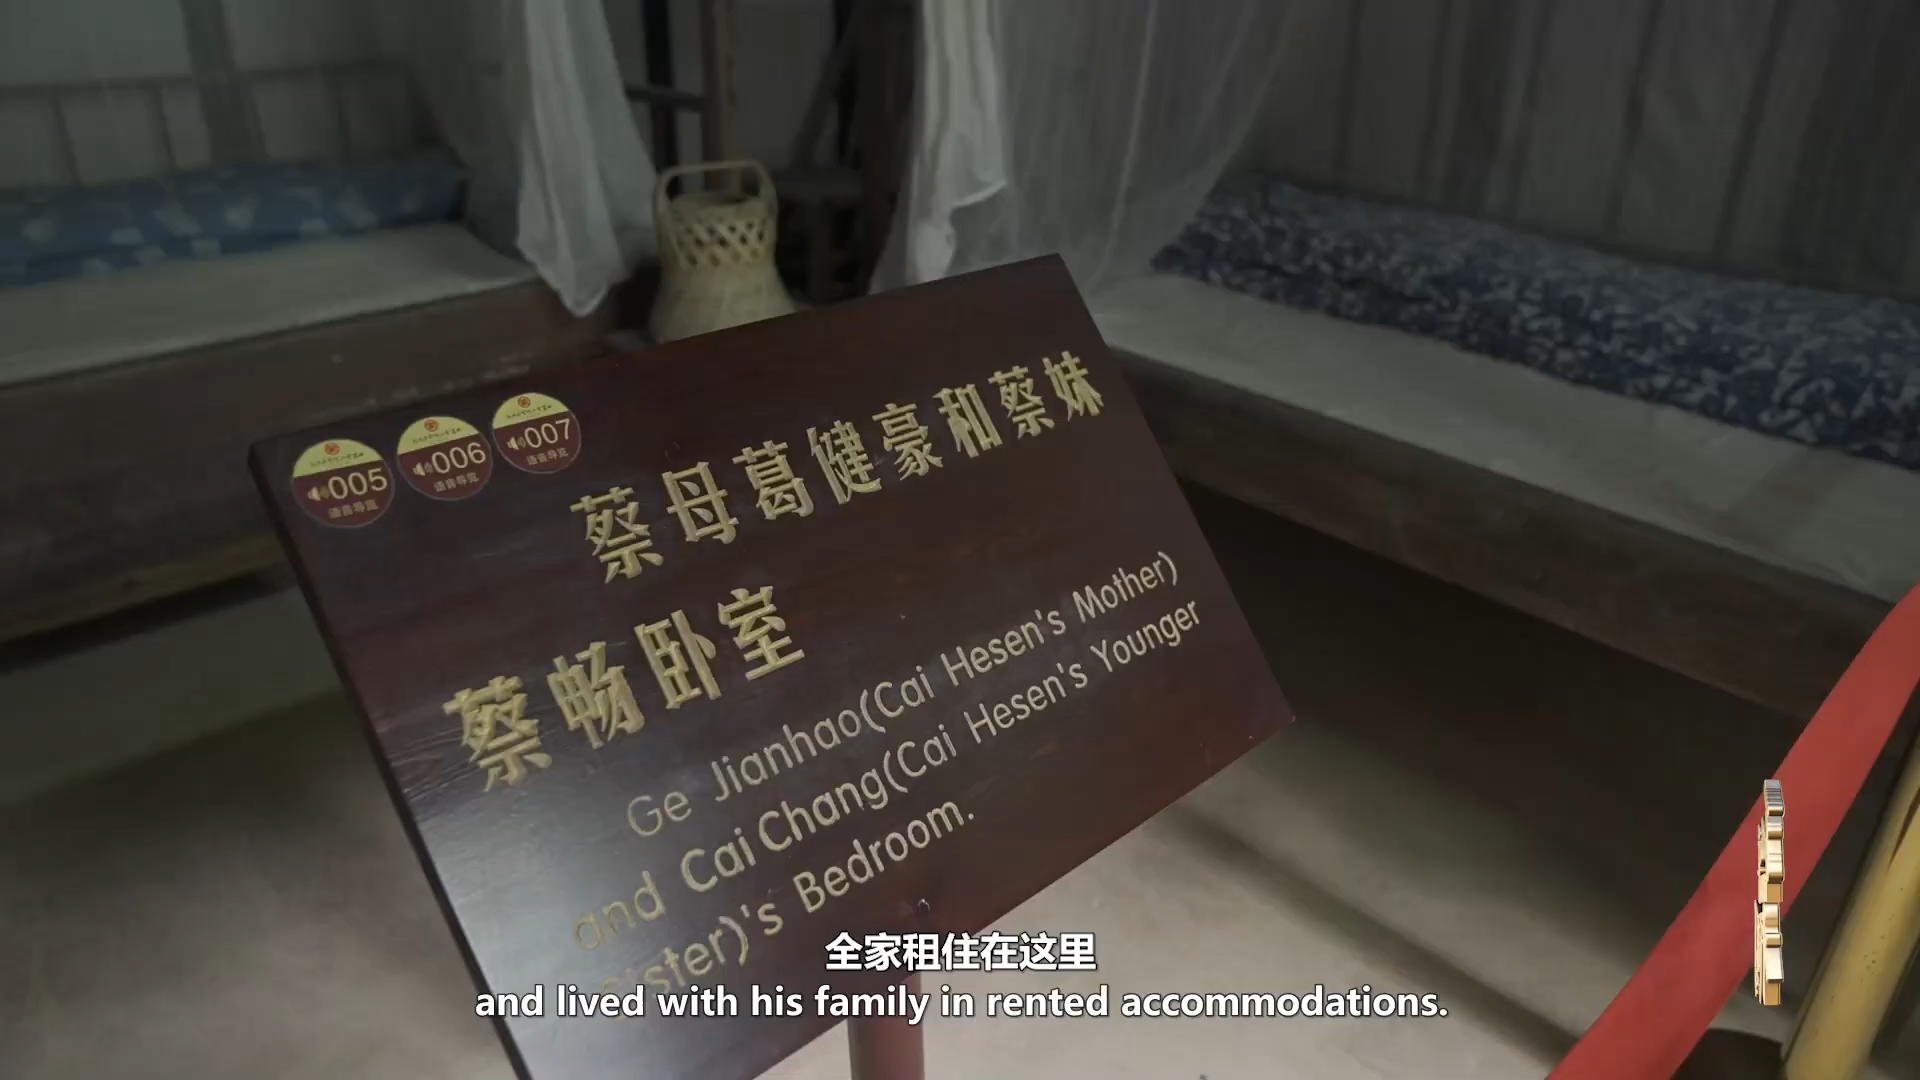 005
语音导览
006
语音导览
007
语音导览
蔡母葛健豪和蔡妹
蔡畅卧室
Ge Jianhao(Cai Hesen's Mother)
and Cai Chang(Cai Hesen's Younger
Sister)'s Bedroom.
全家租住在这里
and lived with his family in rented accommodations.